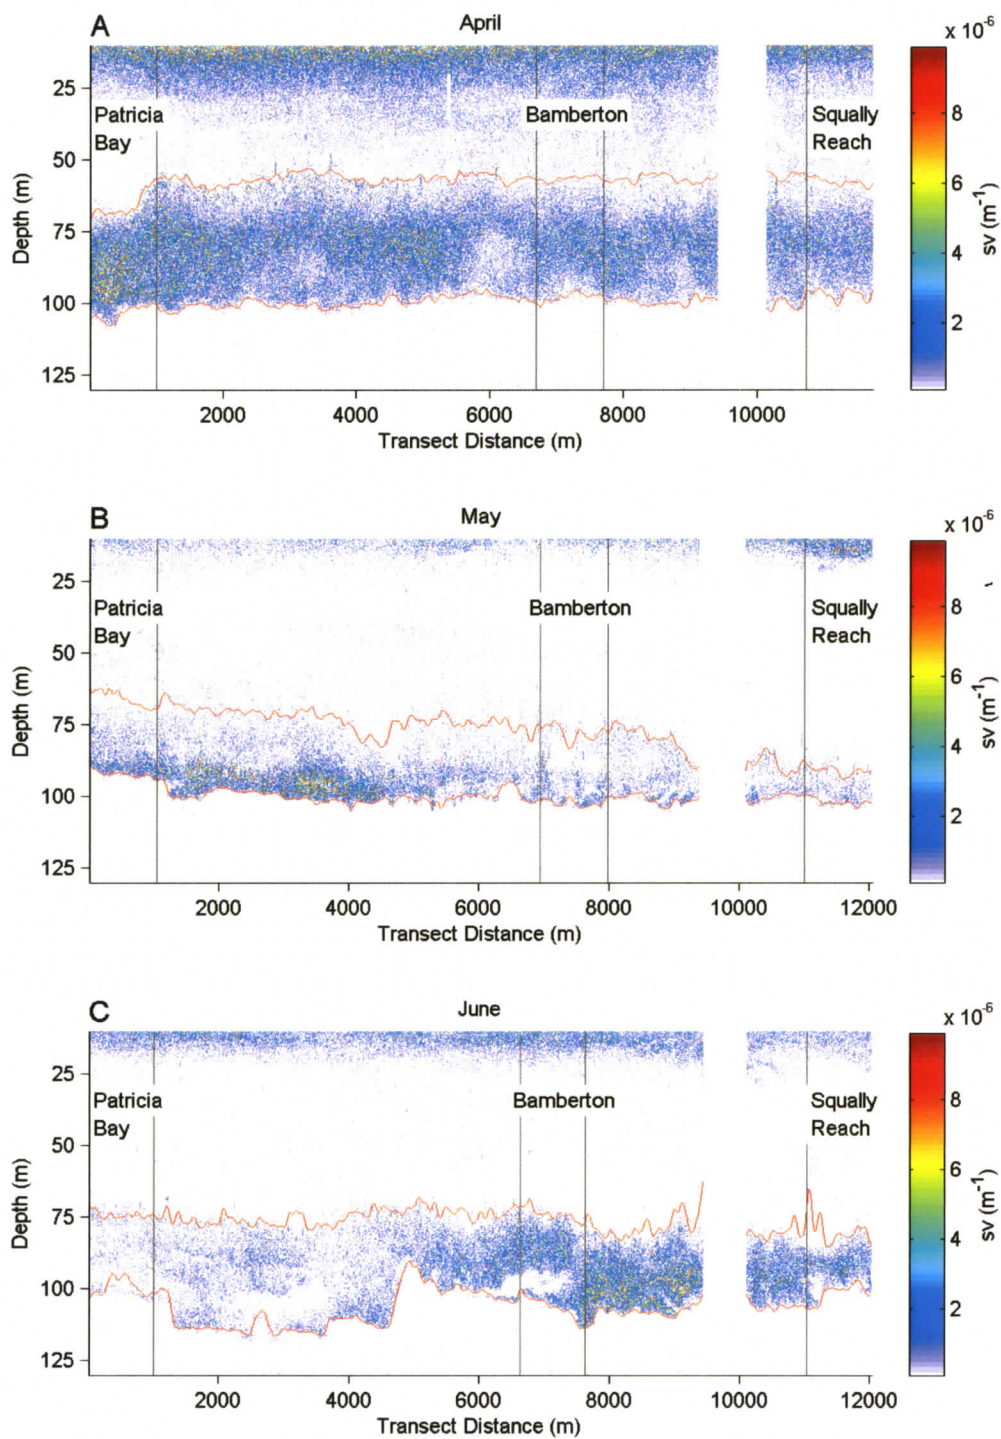 A
April
x 10-6
25
50
75
100
125
Depth (m)
Patricia
Bay
Bamberton
Squally
Reach
2000
4000
6000
8000
10000
Transect Distance (m)
8
6
4
2
sv (m-1)
B
May
x 10-6
25
50
75
100
125
Depth (m)
Patricia
Bay
Bamberton
Squally
Reach
2000
4000
6000
8000
10000
12000
Transect Distance (m)
8
6
4
2
sv (m-1)
C
June
x 10-6
25
50
75
100
125
Depth (m)
Patricia
Bay
Bamberton
Squally
Reach
2000
4000
6000
8000
10000
12000
Transect Distance (m)
8
6
4
2
sv (m-1)